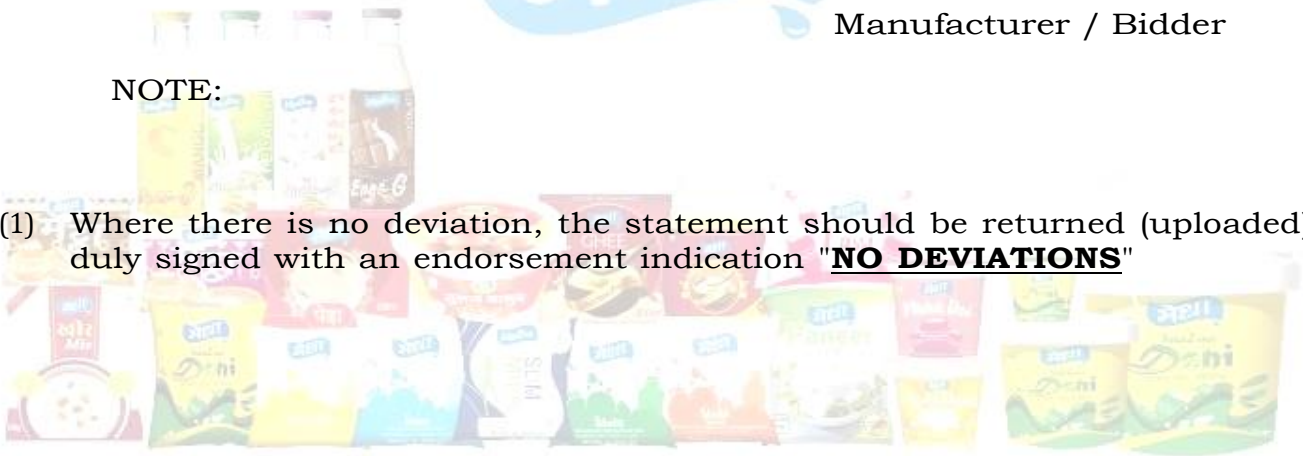 Manufacturer / Bidder
NOTE:
(1) Where there is no deviation, the statement should be returned (uploaded)
duly signed with an endorsement indication "NO DEVIATIONS"